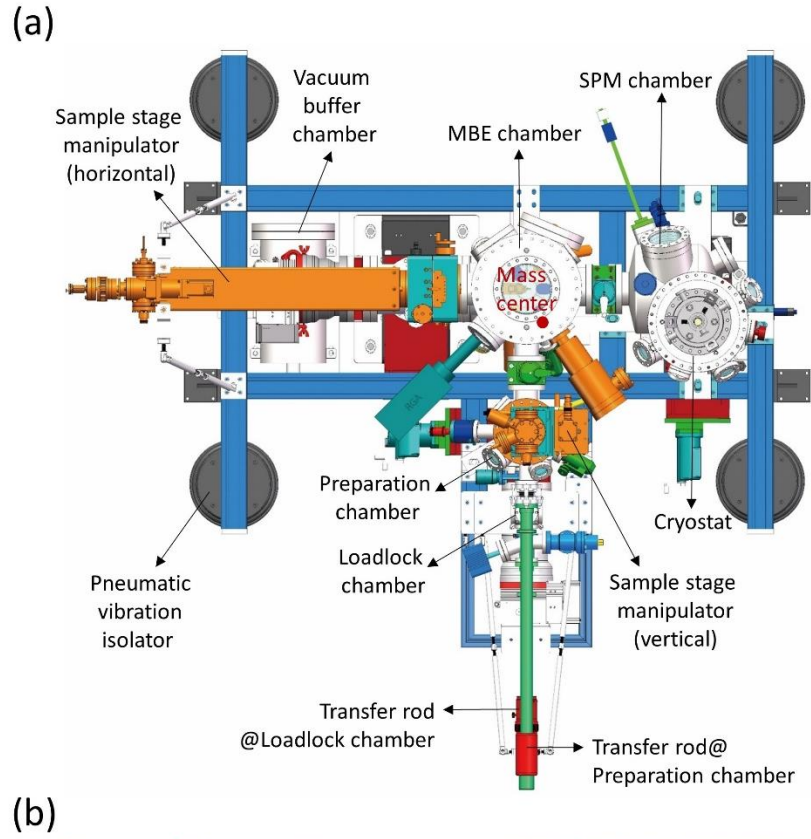 (a)
Vacuum
buffer
chamber
SPM chamber
Sample stage
manipulator
(horizontal)
MBE chamber
Mass
center
RGA
Preparation
chamber
Cryostat
Loadlock
chamber
Pneumatic
vibration
isolator
Sample stage
manipulator
(vertical)
Transfer rod
@Loadlock chamber
Transfer rod@
Preparation chamber
(b)